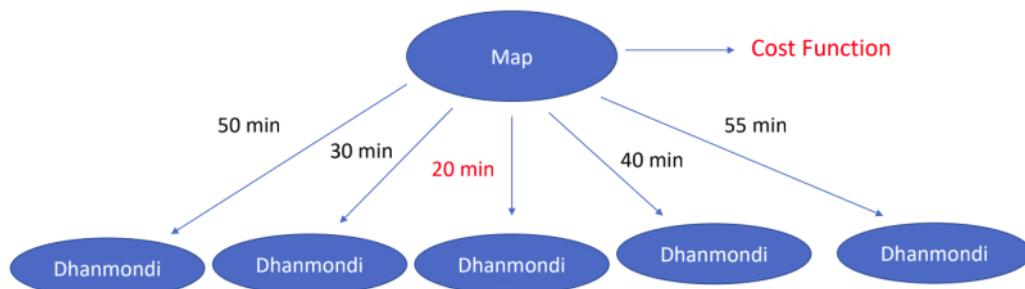 Map
Cost Function
50 min
30 min
20 min
40 min
55 min
Dhanmondi
Dhanmondi
Dhanmondi
Dhanmondi
Dhanmondi